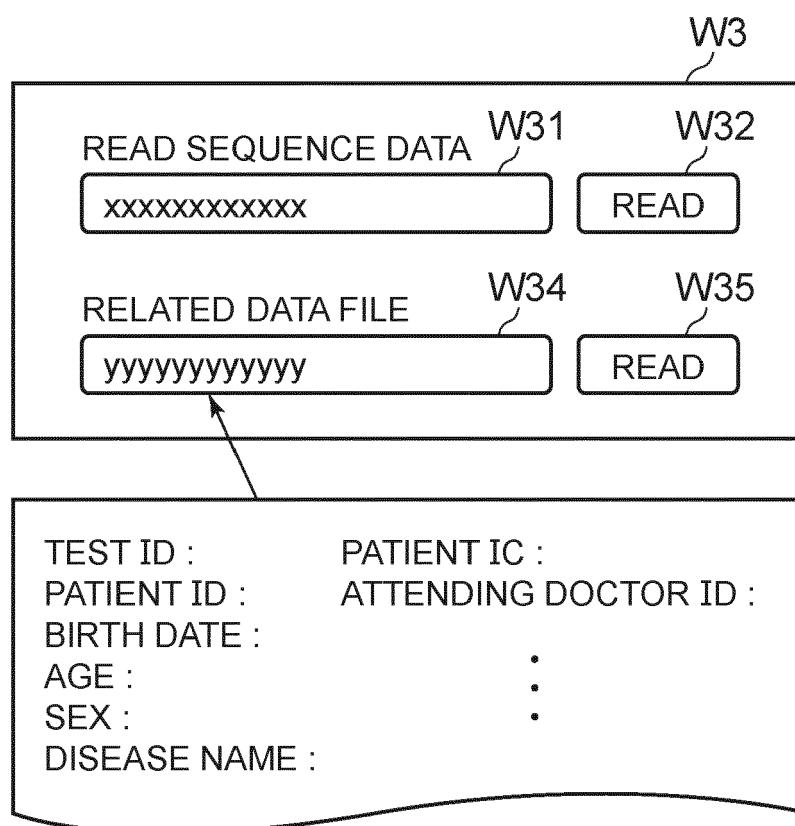 W3
READ SEQUENCE DATA W31 W32
xxxxxxxxxxxx READ
RELATED DATA FILE W34 W35
yyyyyyyyyyyy READ
TEST ID : PATIENT IC :
PATIENT ID : ATTENDING DOCTOR ID :
BIRTH DATE :
AGE :
SEX :
DISEASE NAME :